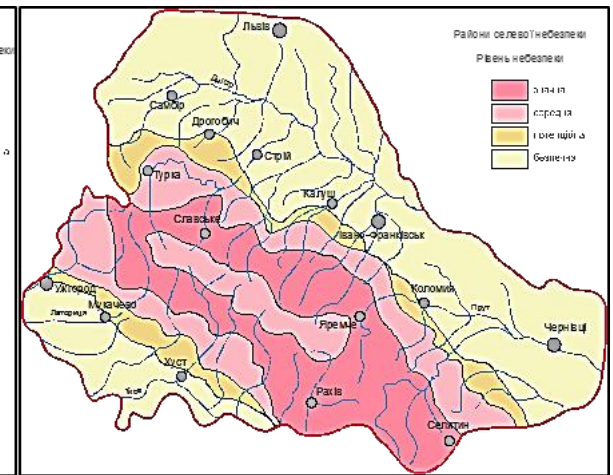 Львів
Райони селевої небезпеки
Рівень небезпеки
середня
безпечна
Дністер
Самбір
Дрогобич
Стрій
Турка
Калуш
Славське
Івано-Франківськ
Ужгород
Мукачево
Латориця
Коломия
Прут
Яремче
Чернівці
Хуст
Рахів
Селятин